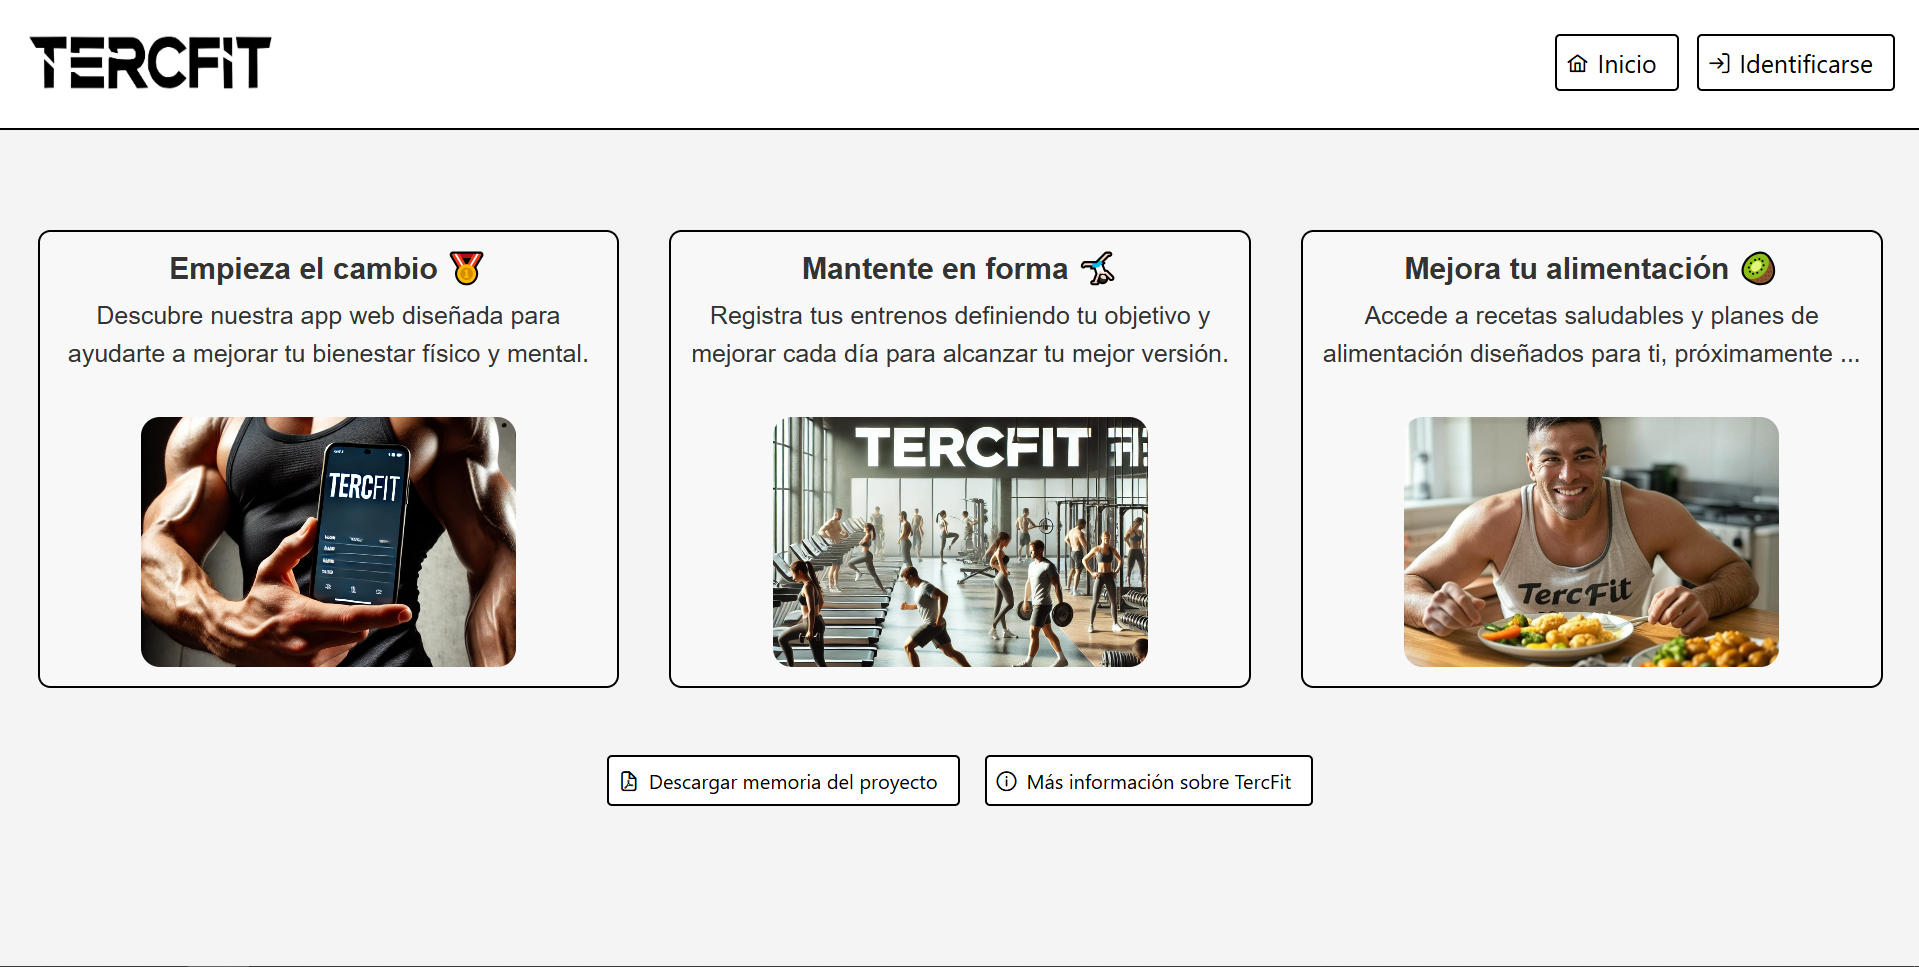 TERCFIT
Inicio
Identificarse
Empieza el cambio
Descubre nuestra app web diseñada para
ayudarte a mejorar tu bienestar físico y mental.
TERCFIT
Mantente en forma
Registra tus entrenos definiendo tu objetivo y
mejorar cada día para alcanzar tu mejor versión.
TERCFIT
Mejora tu alimentación
Accede a recetas saludables y planes de
alimentación diseñados para ti, próximamente ...
TercFit
Descargar memoria del proyecto
Más información sobre TercFit